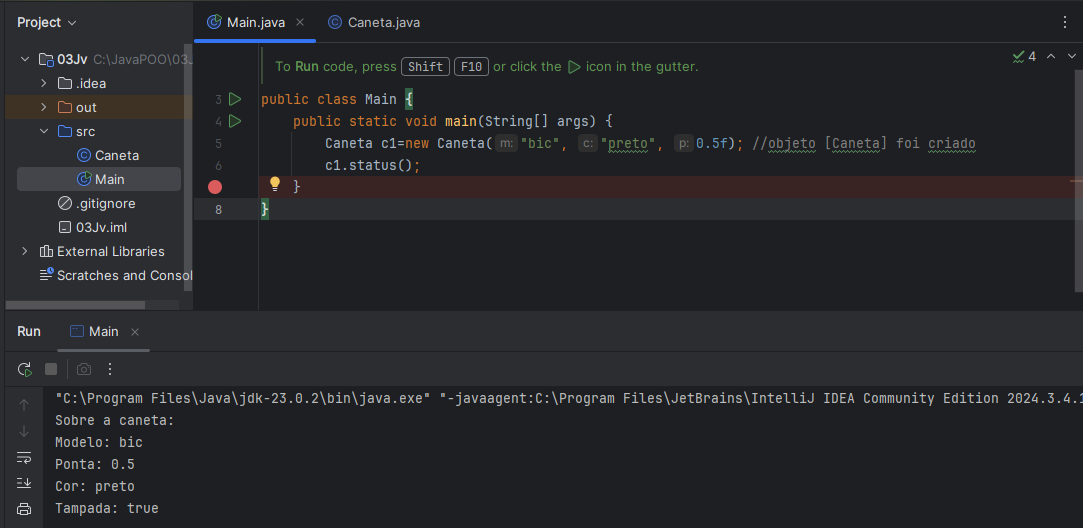 Project
Main.java
Caneta.java
03Jv C:\JavaPOO\03J
.idea
out
src
Caneta
Main
.gitignore
03Jv.iml
External Libraries
Scratches and Consol
To Run code, press Shift F10 or click the icon in the gutter.
4
3 public class Main {
4 public static void main(String[] args) {
5 Caneta c1=new Caneta( m: "bic", c: "preto", p: 0.5f); //objeto [Caneta] foi criado
6 c1.status();
}
8 }
Run
Main
"C:\Program Files\Java\jdk-23.0.2\bin\java.exe" "-javaagent:C:\Program Files\JetBrains\IntelliJ IDEA Community Edition 2024.3.4.1
Sobre a caneta:
Modelo: bic
Ponta: 0.5
Cor: preto
Tampada: true